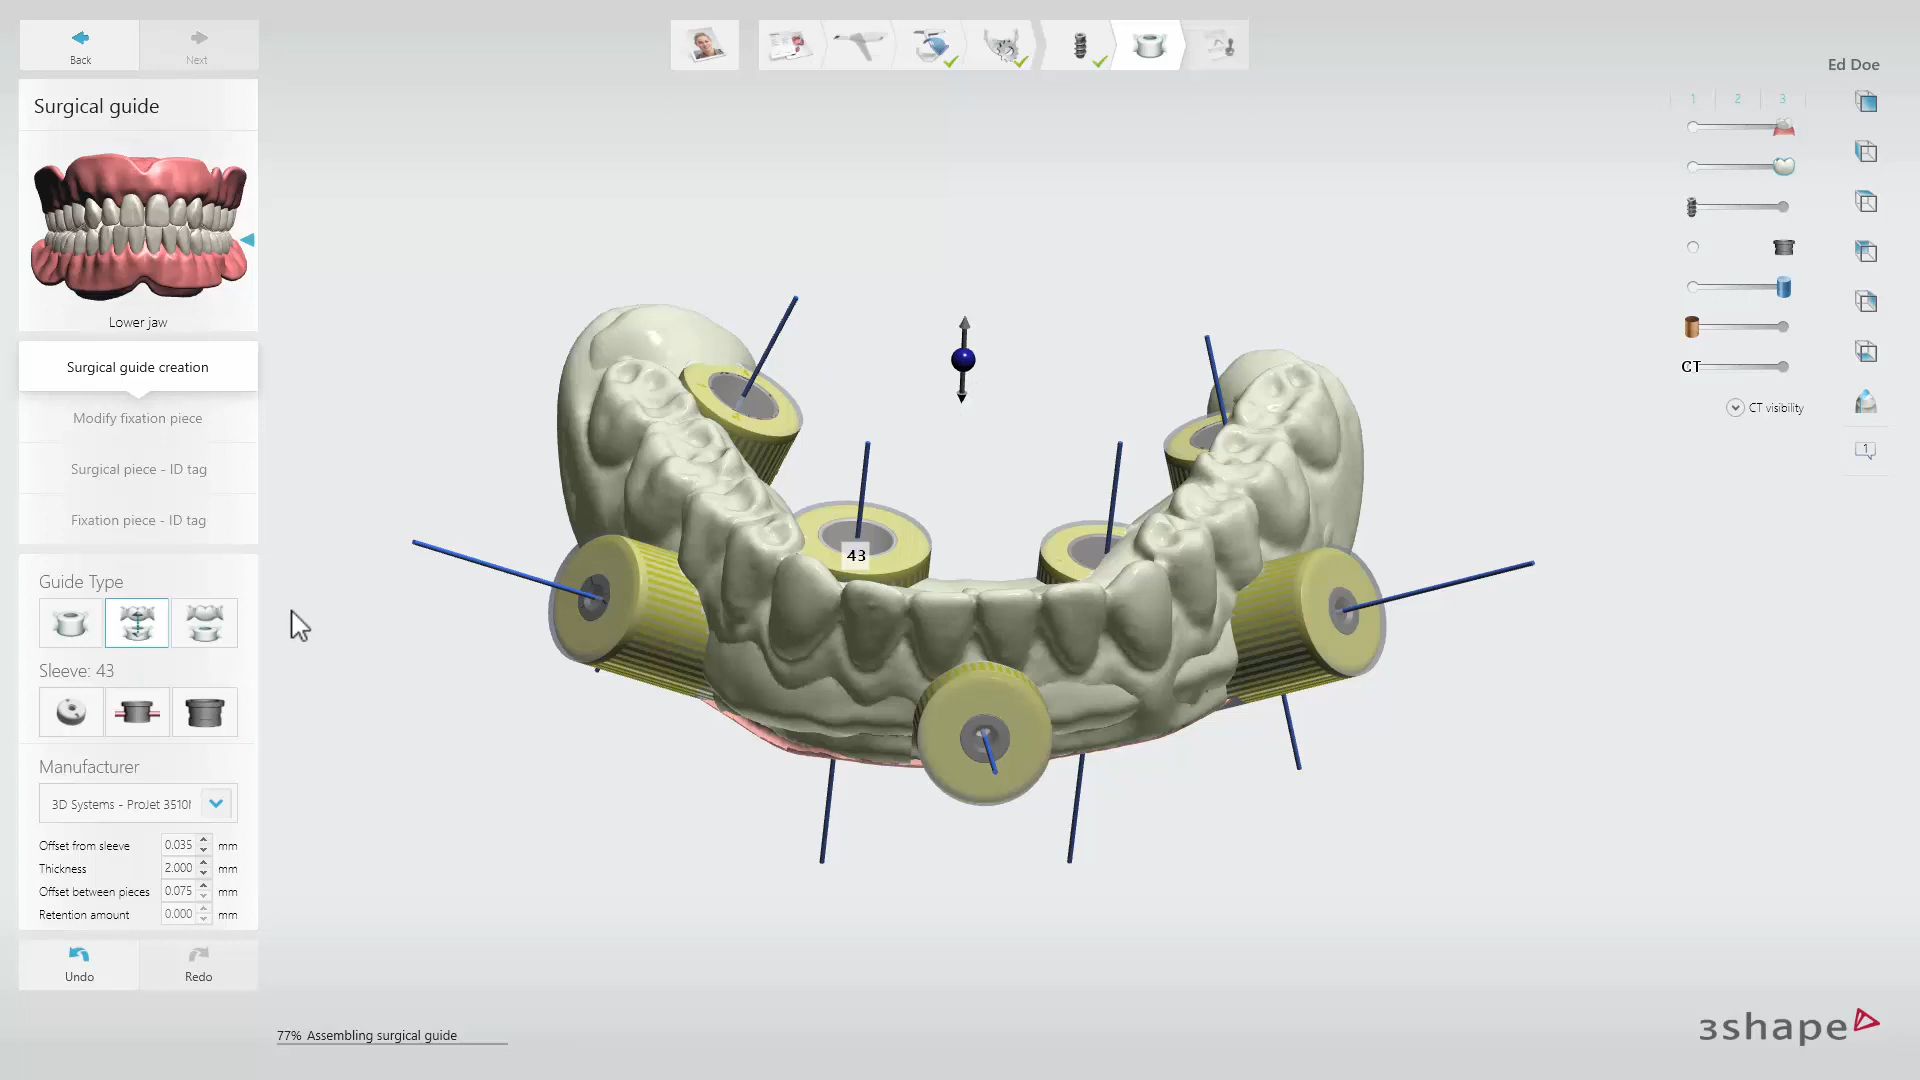 Back
Next
Ed Doe
Surgical guide
1 2 3
Lower jaw
Surgical guide creation
CT
CT visibility
Modify fixation piece
1
Surgical piece - ID tag
Fixation piece - ID tag
43
Guide Type
Sleeve: 43
Manufacturer
3D Systems - ProJet 3510
Offset from sleeve 0.035 mm
Thickness 2.000 mm
Offset between pieces 0.075 mm
Retention amount 0.000 mm
Undo
Redo
77% Assembling surgical guide
3shape